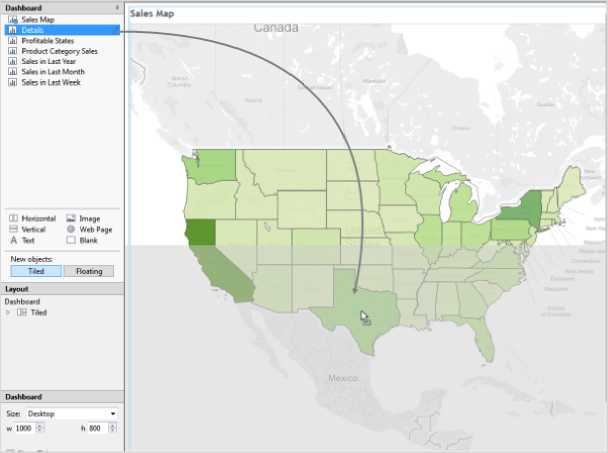 Dashboard
Sales Map
Details
Profitable States
Product Category Sales
Sales in Last Year
Sales in Last Month
Sales in Last Week
Horizontal
Image
Vertical
Web Page
A Text
Blank
New objects:
Tiled
Floating
Layout
Dashboard
Tiled
Dashboard
Size: Desktop
w 1000
h 800
Sales Map
Canada
Mexico